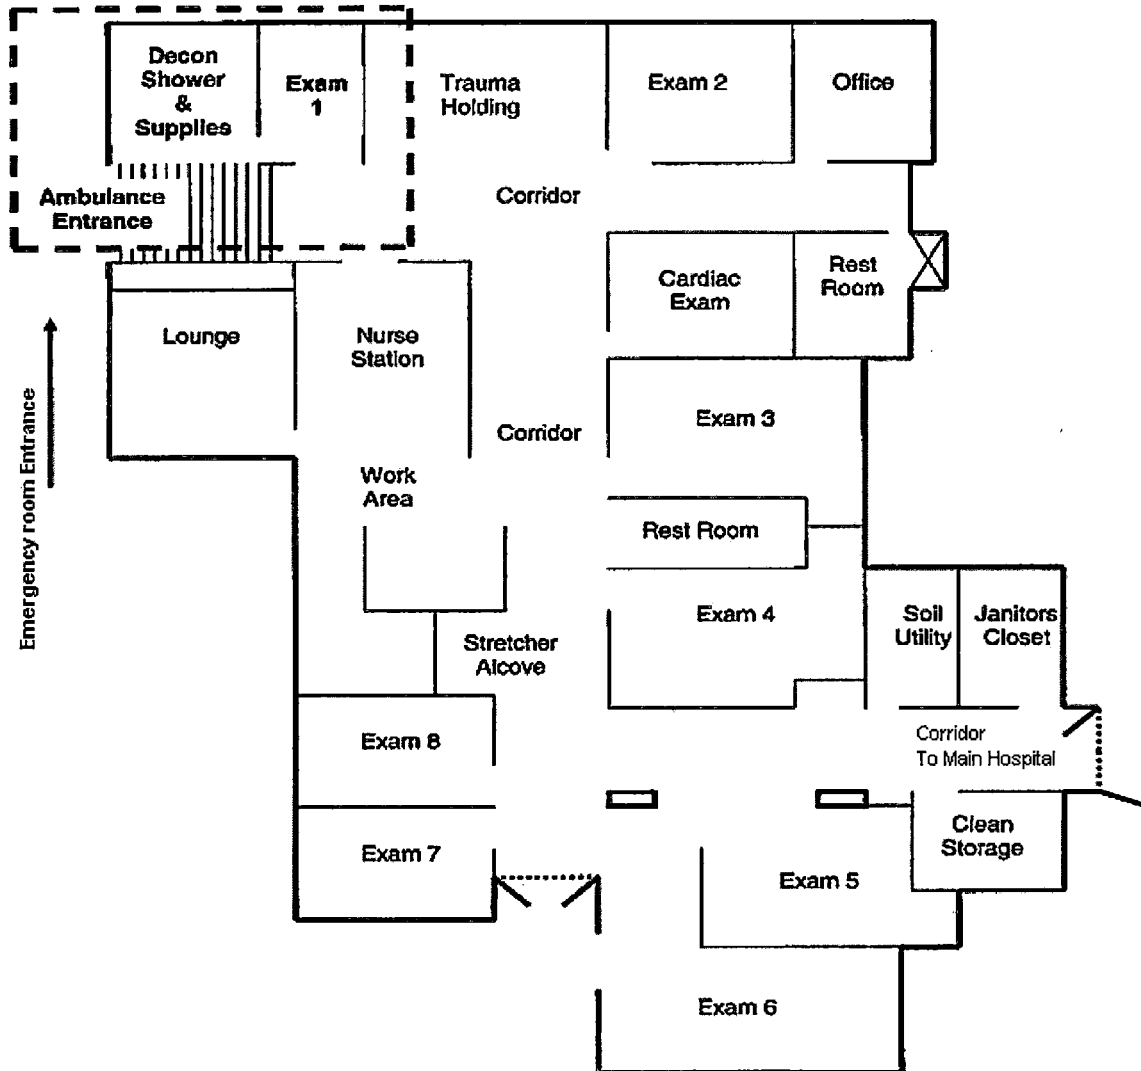 Decon
Shower
&
Supplies
Exam
1
Trauma
Holding
Exam 2
Office
Ambulance
Entrance
Corridor
Cardiac
Exam
Rest
Room
Lounge
Nurse
Station
Emergency room Entrance
Exam 3
Corridor
Work
Area
Rest Room
Exam 4
Soil
Utility
Janitors
Closet
Stretcher
Alcove
Exam 8
Corridor
To Main Hospital
Exam 7
Clean
Storage
Exam 5
Exam 6